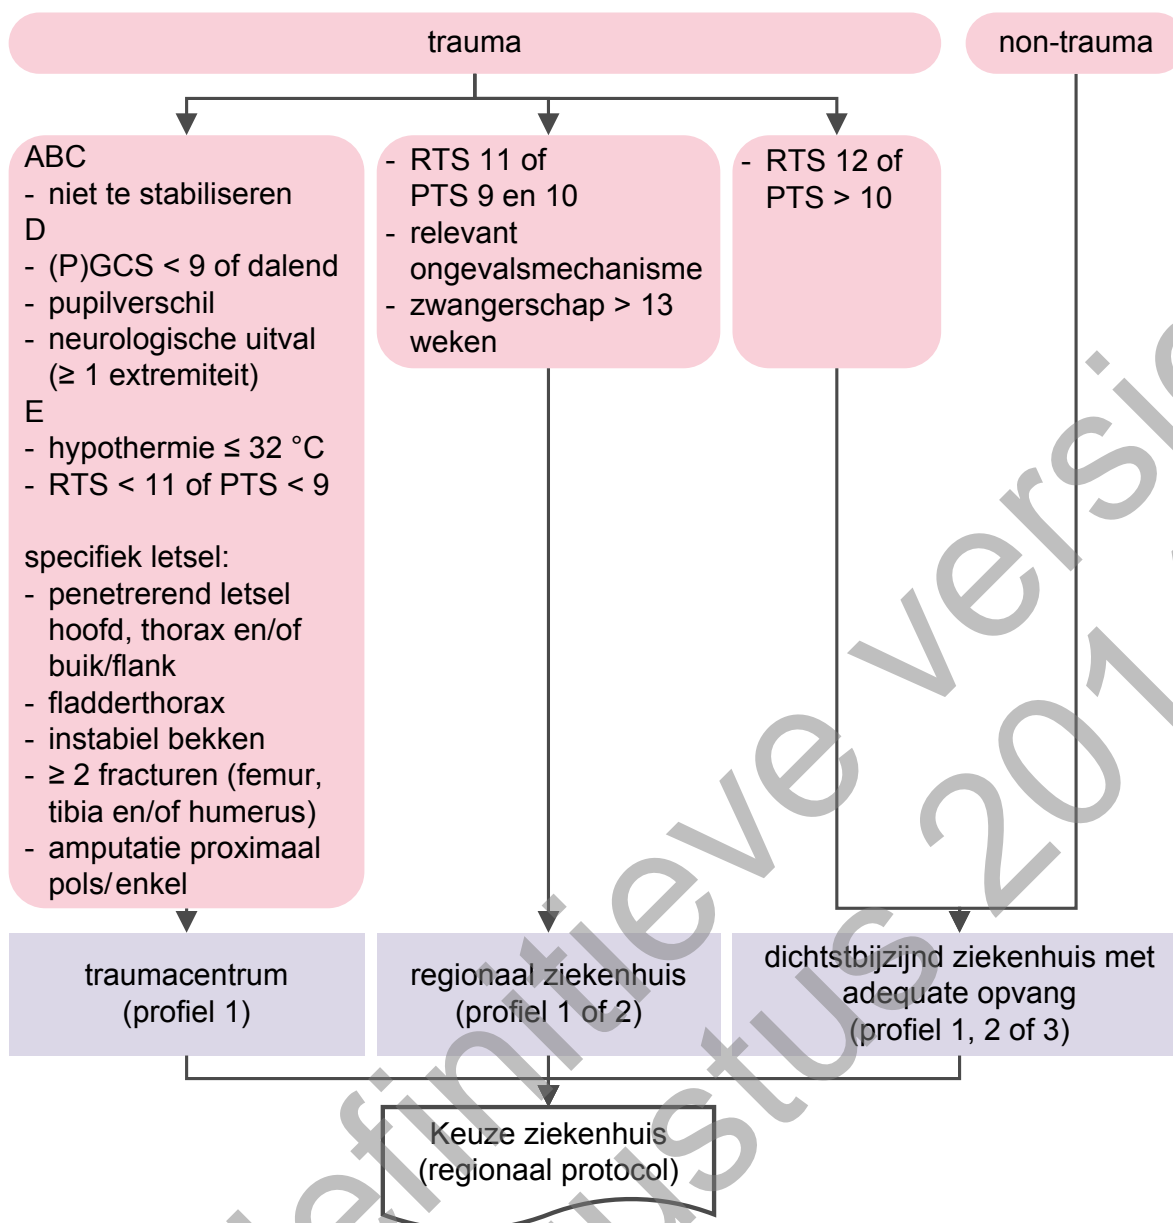 trauma
non-trauma
ABC
- niet te stabiliseren
D
- (P)GCS < 9 of dalend
- pupilverschil
- neurologische uitval
(≥ 1 extremiteit)
E
- hypothermie ≤ 32 °C
- RTS < 11 of PTS < 9
specifiek letsel:
- penetrerend letsel
hoofd, thorax en/of
buik/flank
- fladderthorax
- instabiel bekken
- ≥ 2 fracturen (femur,
tibia en/of humerus)
- amputatie proximaal
pols/enkel
- RTS 11 of
PTS 9 en 10
- relevant
ongevalsmechanisme
- zwangerschap > 13
weken
- RTS 12 of
PTS > 10
traumacentrum
(profiel 1)
regionaal ziekenhuis
(profiel 1 of 2)
dichtstbijzijnd ziekenhuis met
adequate opvang
(profiel 1, 2 of 3)
Keuze ziekenhuis
(regionaal protocol)
efinitieve versie
ustus 201